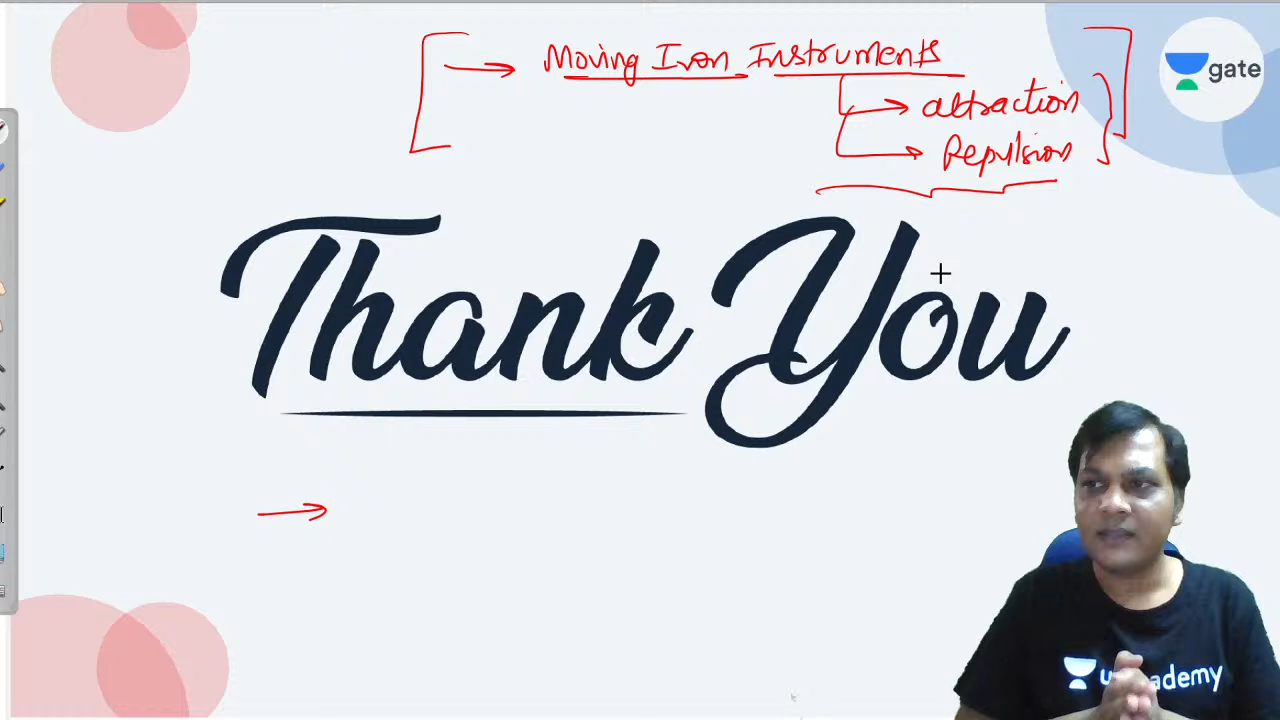 → Moving Iron Instruments
→ attraction
→ Repulsion
gate
Thank You
→
unacademy